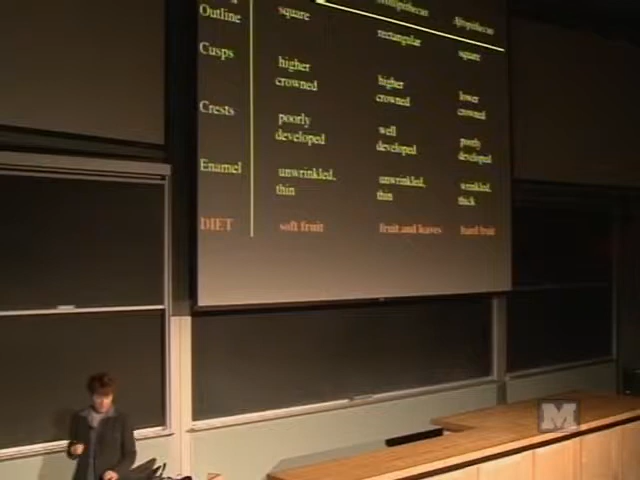 Afropithecus
Outline square rectangular square
Cusps higher crowned higher crowned lower crowned
Crests poorly developed well developed poorly developed
Enamel unwrinkled, thin unwrinkled, thin wrinkled, thick
DIET soft fruit fruit and leaves hard fruit
M